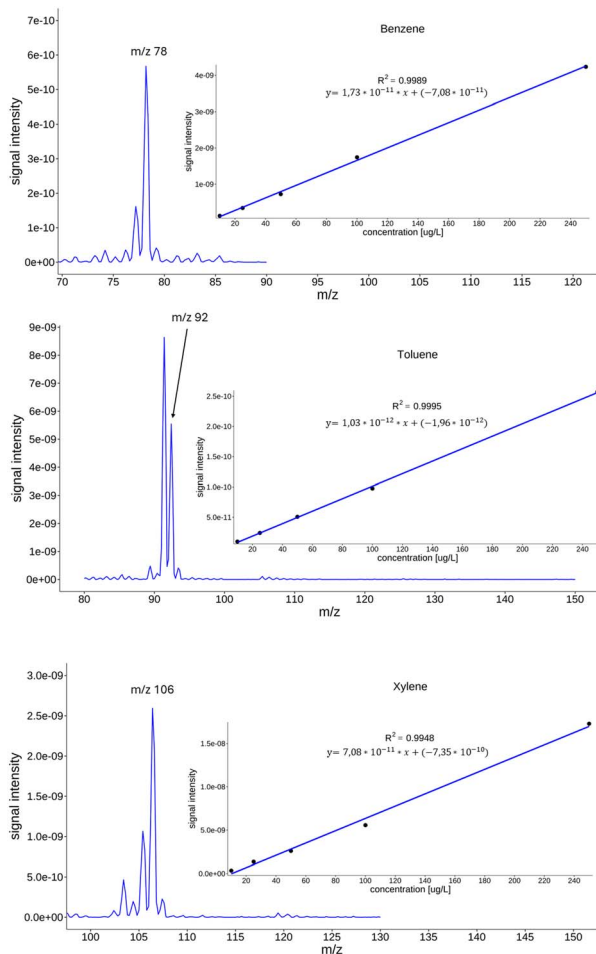 7e-10
6e-10
5e-10
4e-10
3e-10
2e-10
1e-10
0e+00
signal intensity
m/z 78
Benzene
4e-09
3e-09
2e-09
1e-09
signal intensity
R² = 0.9989
y= 1,73 * 10⁻¹¹ * x + (−7,08 * 10⁻¹¹)
20 40 60 80 100 120 140 160 180 200 220 240
concentration [ug/L]
70 75 80 85 90 95 100 105 110 115 120
m/z
m/z 92
9e-09
8e-09
7e-09
6e-09
5e-09
4e-09
3e-09
2e-09
1e-09
0e+00
signal intensity
Toluene
2.5e-10
2.0e-10
1.5e-10
1.0e-10
5.0e-11
signal intensity
R² = 0.9995
y= 1,03 * 10⁻¹² * x + (−1,96 * 10⁻¹²)
20 40 60 80 100 120 140 160 180 200 220 240
concentration [ug/L]
80 90 100 110 120 130 140 150
m/z
3.0e-09
2.5e-09
2.0e-09
1.5e-09
1.0e-09
5.0e-10
0.0e+00
signal intensity
m/z 106
Xylene
1.5e-08
1.0e-08
5.0e-09
0.0e+00
signal intensity
R² = 0.9948
y= 7,08 * 10⁻¹¹ * x + (−7,35 * 10⁻¹⁰)
20 40 60 80 100 120 140 160 180 200 220 240
concentration [ug/L]
100 105 110 115 120 125 130 135 140 145 150
m/z